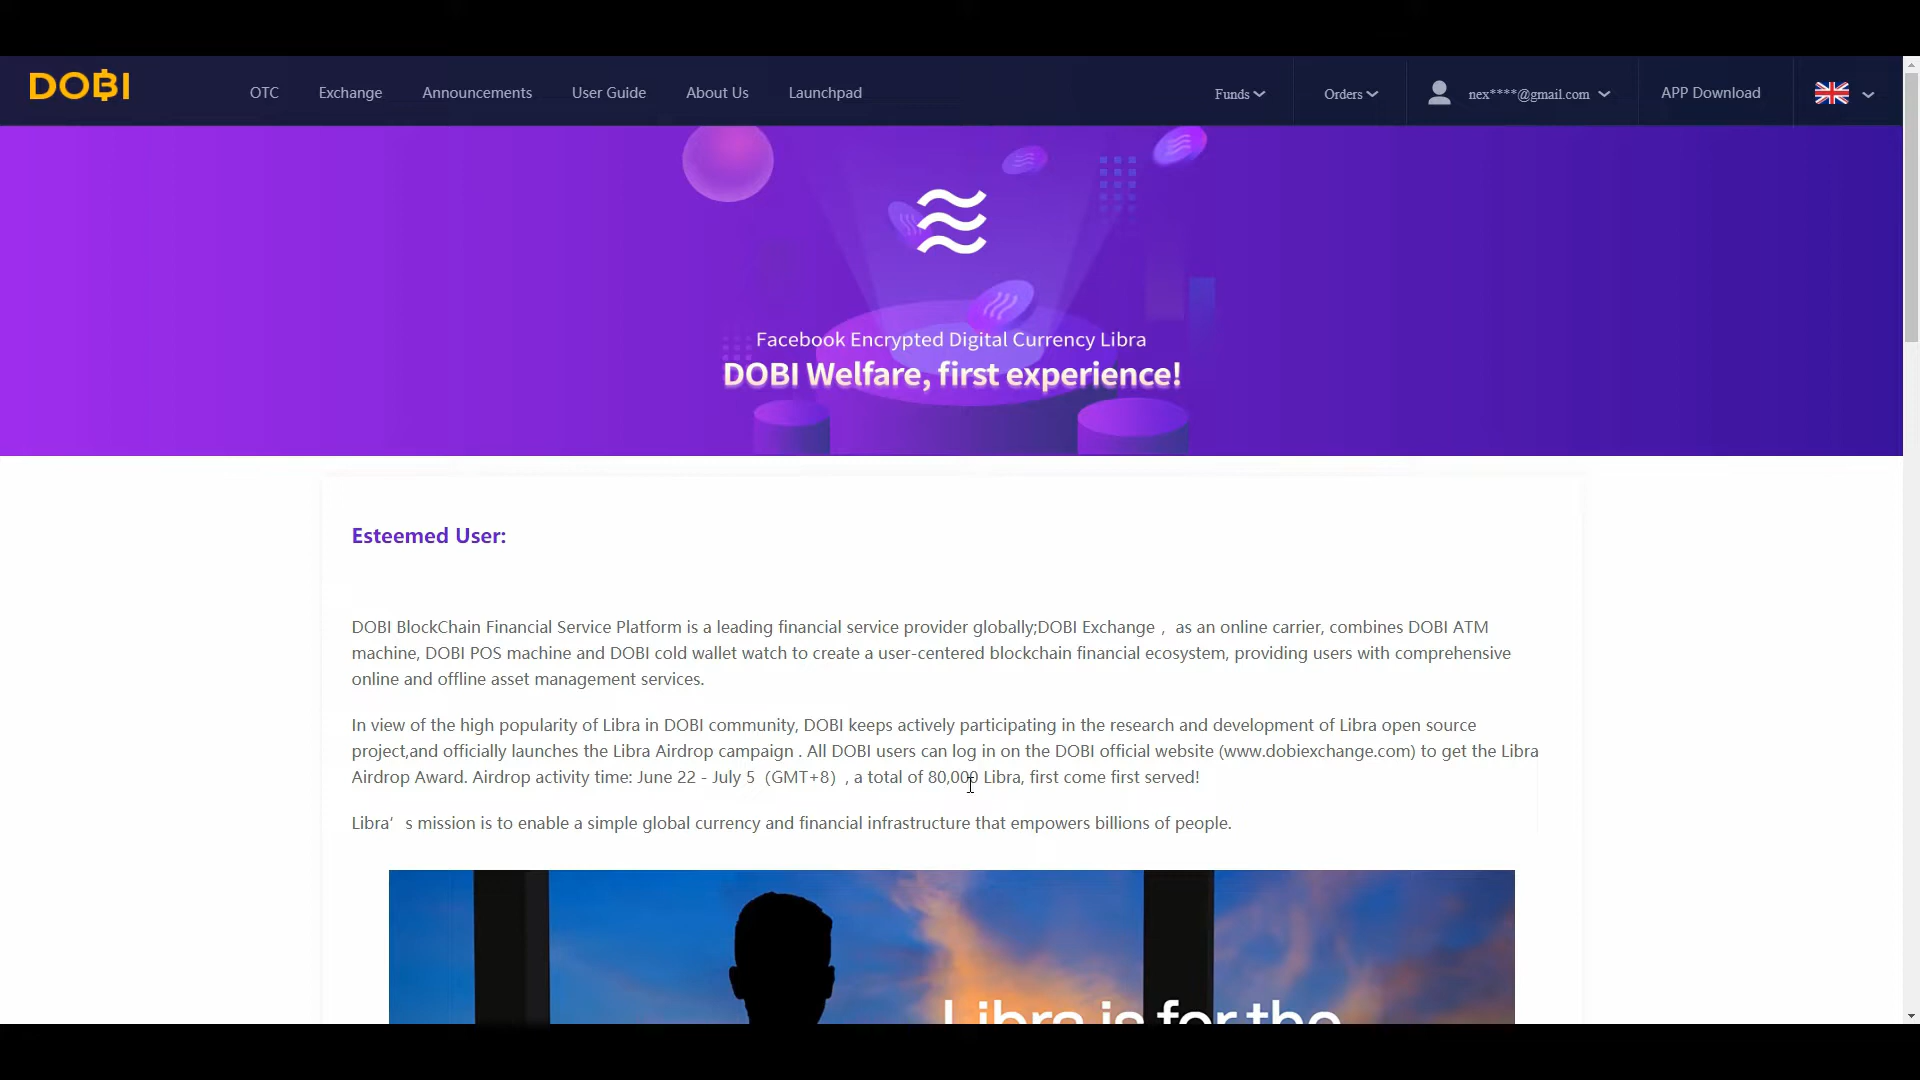 DOBI
OTC
Exchange
Announcements
User Guide
About Us
Launchpad
Funds
Orders
nex****@gmail.com
APP Download
Facebook Encrypted Digital Currency Libra
DOBI Welfare, first experience!
Esteemed User:
DOBI BlockChain Financial Service Platform is a leading financial service provider globally;DOBI Exchange ,  as an online carrier, combines DOBI ATM
machine, DOBI POS machine and DOBI cold wallet watch to create a user-centered blockchain financial ecosystem, providing users with comprehensive
online and offline asset management services.
In view of the high popularity of Libra in DOBI community, DOBI keeps actively participating in the research and development of Libra open source
project,and officially launches the Libra Airdrop campaign . All DOBI users can log in on the DOBI official website (www.dobiexchange.com) to get the Libra
Airdrop Award. Airdrop activity time: June 22 - July 5（GMT+8）, a total of 80,000 Libra, first come first served!
Libra’s mission is to enable a simple global currency and financial infrastructure that empowers billions of people.
Libra is for the